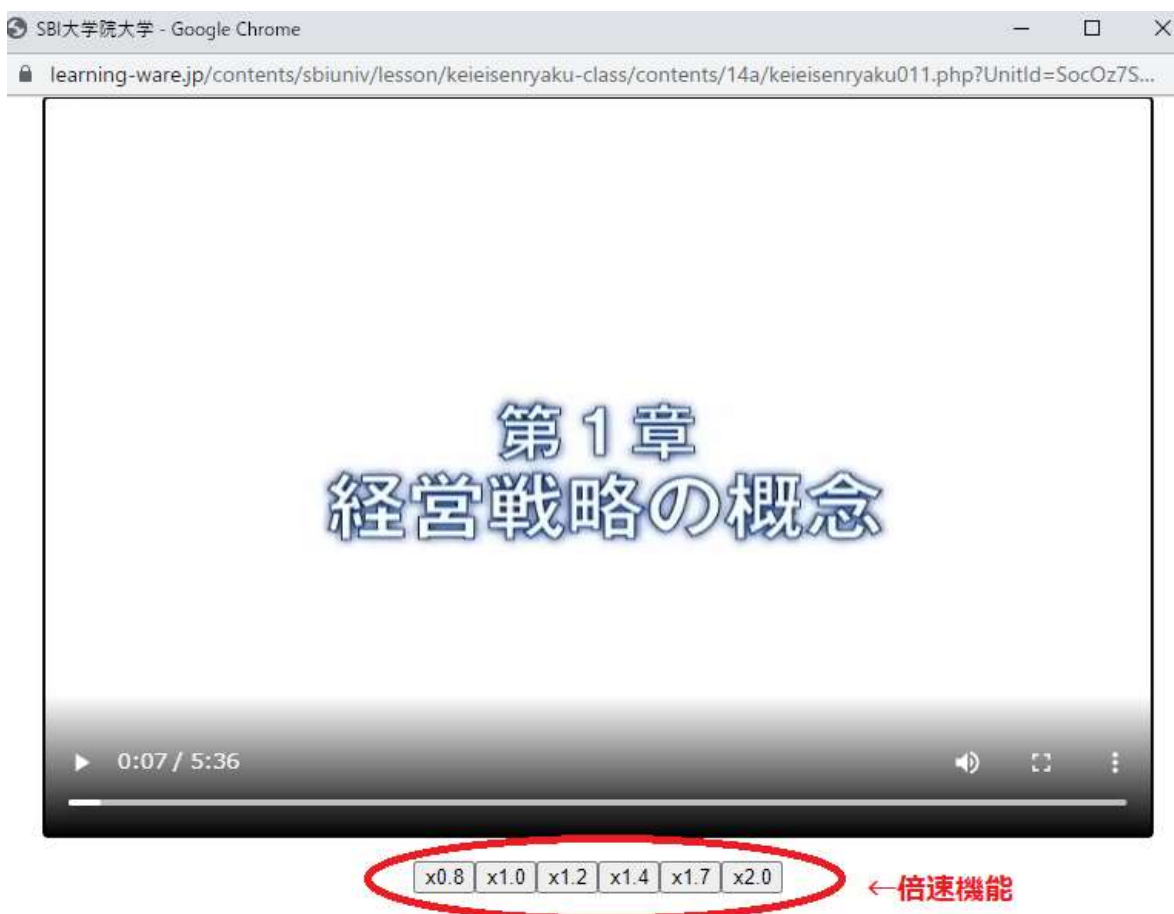 SBI大学院大学 - Google Chrome
learning-ware.jp/contents/sbiuniv/lesson/keieisenryaku-class/contents/14a/keieisenryaku011.php?UnitId=SocOz7S...
第1章
経営戦略の概念
0:07 / 5:36
x0.8 x1.0 x1.2 x1.4 x1.7 x2.0 ←倍速機能